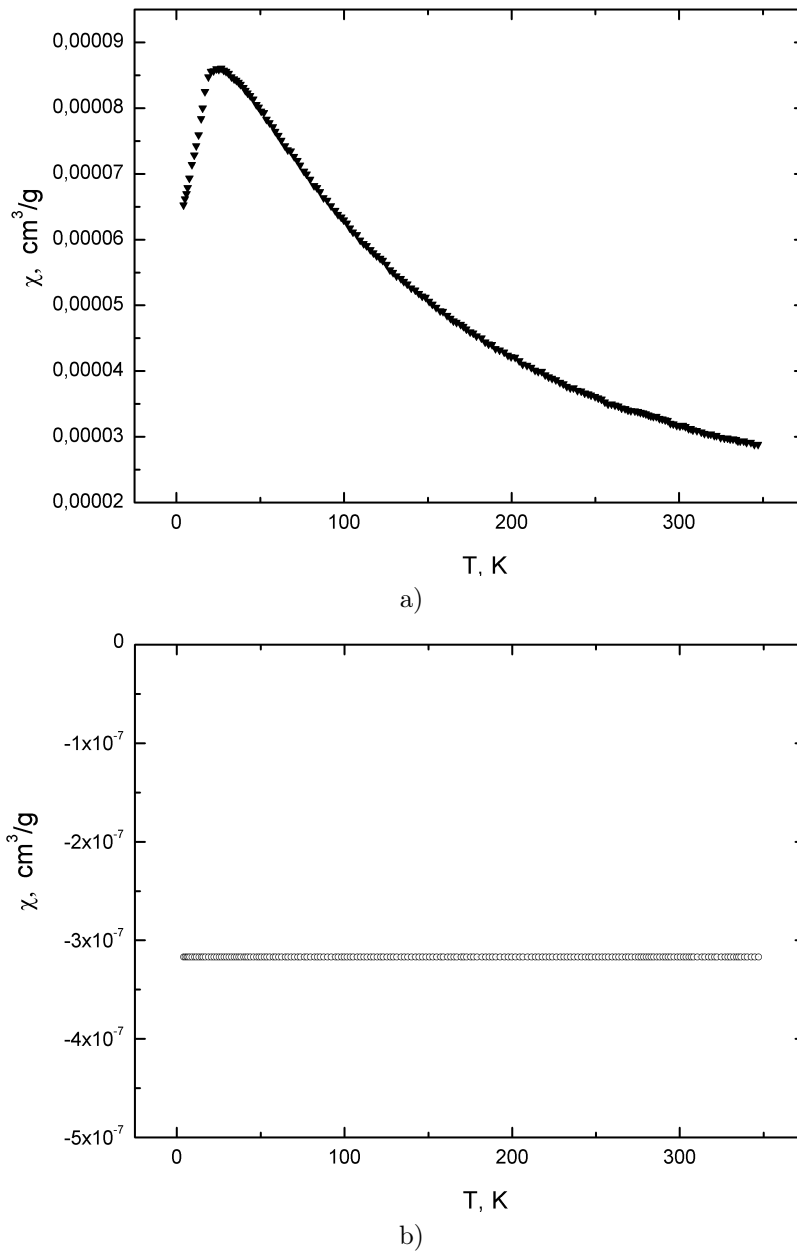 0,00009
0,00008
0,00007
0,00006
0,00005
0,00004
0,00003
0,00002
χ, cm³/g
0 100 200 300
T, K
a)
0
-1x10⁻⁷
-2x10⁻⁷
-3x10⁻⁷
-4x10⁻⁷
-5x10⁻⁷
χ, cm³/g
0 100 200 300
T, K
b)